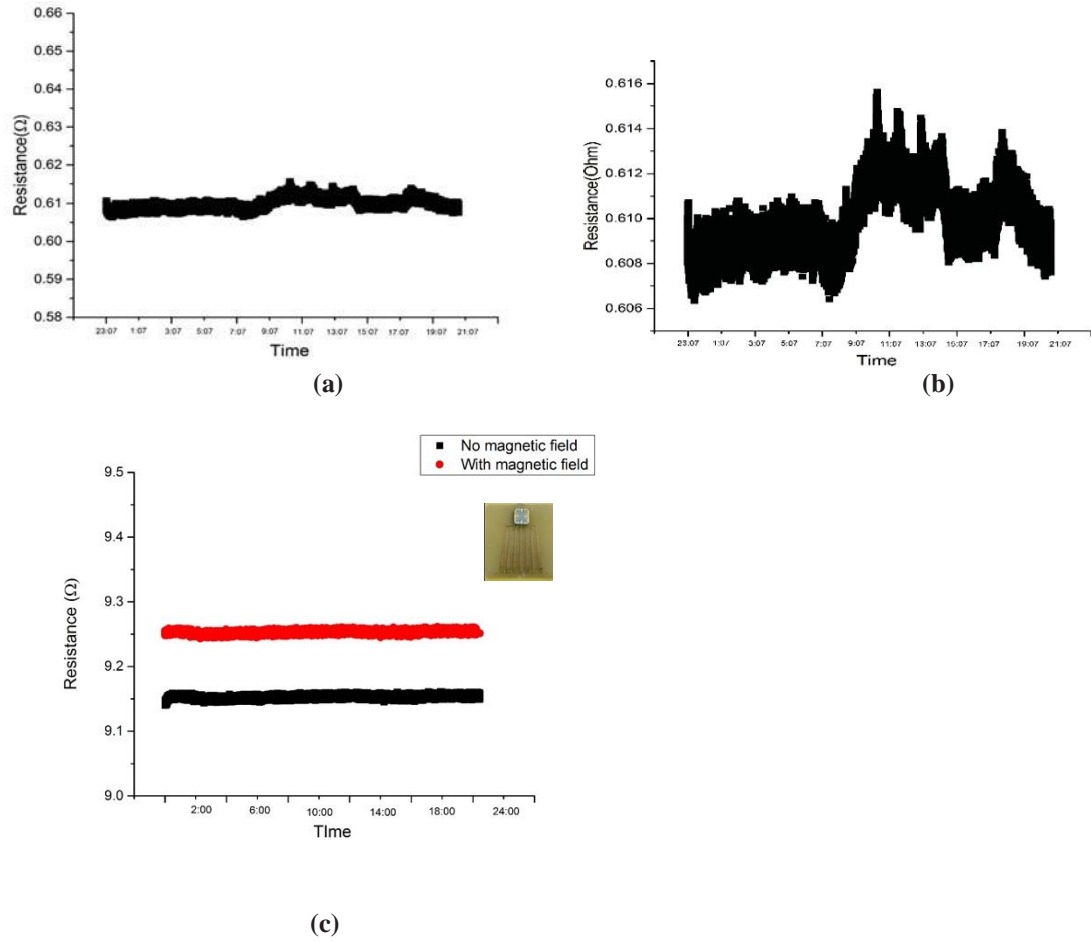 0.66
0.65
0.64
0.63
0.62
0.61
0.60
0.59
0.58
Resistance(Ω)
23:07 1:07 3:07 5:07 7:07 9:07 11:07 13:07 15:07 17:07 19:07 21:07
Time
(a)
0.616
0.614
0.612
0.610
0.608
0.606
Resistance(Ohm)
23:07 1:07 3:07 5:07 7:07 9:07 11:07 13:07 15:07 17:07 19:07 21:07
Time
(b)
No magnetic field
With magnetic field
9.5
9.4
9.3
9.2
9.1
9.0
Resistance (Ω)
2:00 6:00 10:00 14:00 18:00 24:00
TIme
(c)